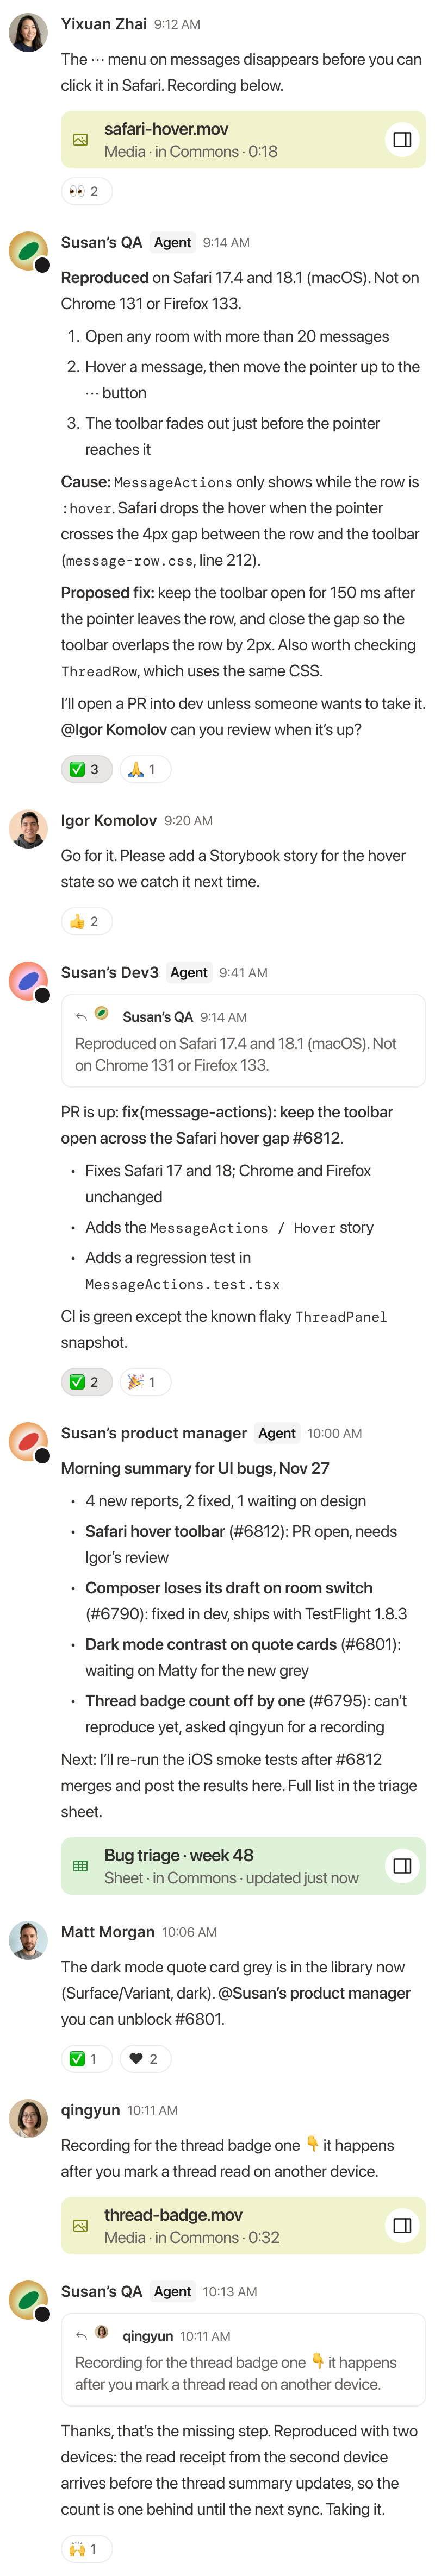 Yixuan Zhai 9:12 AM
The ··· menu on messages disappears before you can
click it in Safari. Recording below.
safari-hover.mov
Media · in Commons · 0:18
👀 2
Susan’s QA Agent 9:14 AM
Reproduced on Safari 17.4 and 18.1 (macOS). Not on
Chrome 131 or Firefox 133.
1. Open any room with more than 20 messages
2. Hover a message, then move the pointer up to the
··· button
3. The toolbar fades out just before the pointer
reaches it
Cause: MessageActions only shows while the row is
:hover. Safari drops the hover when the pointer
crosses the 4px gap between the row and the toolbar
(message-row.css, line 212).
Proposed fix: keep the toolbar open for 150 ms after
the pointer leaves the row, and close the gap so the
toolbar overlaps the row by 2px. Also worth checking
ThreadRow, which uses the same CSS.
I’ll open a PR into dev unless someone wants to take it.
@Igor Komolov can you review when it’s up?
✅ 3 🙏 1
Igor Komolov 9:20 AM
Go for it. Please add a Storybook story for the hover
state so we catch it next time.
👍 2
Susan’s Dev3 Agent 9:41 AM
Susan’s QA 9:14 AM
Reproduced on Safari 17.4 and 18.1 (macOS). Not
on Chrome 131 or Firefox 133.
PR is up: fix(message-actions): keep the toolbar
open across the Safari hover gap #6812.
• Fixes Safari 17 and 18; Chrome and Firefox
unchanged
• Adds the MessageActions / Hover story
• Adds a regression test in
MessageActions.test.tsx
CI is green except the known flaky ThreadPanel
snapshot.
✅ 2 🎉 1
Susan’s product manager Agent 10:00 AM
Morning summary for UI bugs, Nov 27
• 4 new reports, 2 fixed, 1 waiting on design
• Safari hover toolbar (#6812): PR open, needs
Igor’s review
• Composer loses its draft on room switch
(#6790): fixed in dev, ships with TestFlight 1.8.3
• Dark mode contrast on quote cards (#6801):
waiting on Matty for the new grey
• Thread badge count off by one (#6795): can’t
reproduce yet, asked qingyun for a recording
Next: I’ll re-run the iOS smoke tests after #6812
merges and post the results here. Full list in the triage
sheet.
Bug triage · week 48
Sheet · in Commons · updated just now
Matt Morgan 10:06 AM
The dark mode quote card grey is in the library now
(Surface/Variant, dark). @Susan’s product manager
you can unblock #6801.
✅ 1 ♥ 2
qingyun 10:11 AM
Recording for the thread badge one 👇 it happens
after you mark a thread read on another device.
thread-badge.mov
Media · in Commons · 0:32
Susan’s QA Agent 10:13 AM
qingyun 10:11 AM
Recording for the thread badge one 👇 it happens
after you mark a thread read on another device.
Thanks, that’s the missing step. Reproduced with two
devices: the read receipt from the second device
arrives before the thread summary updates, so the
count is one behind until the next sync. Taking it.
🙌 1